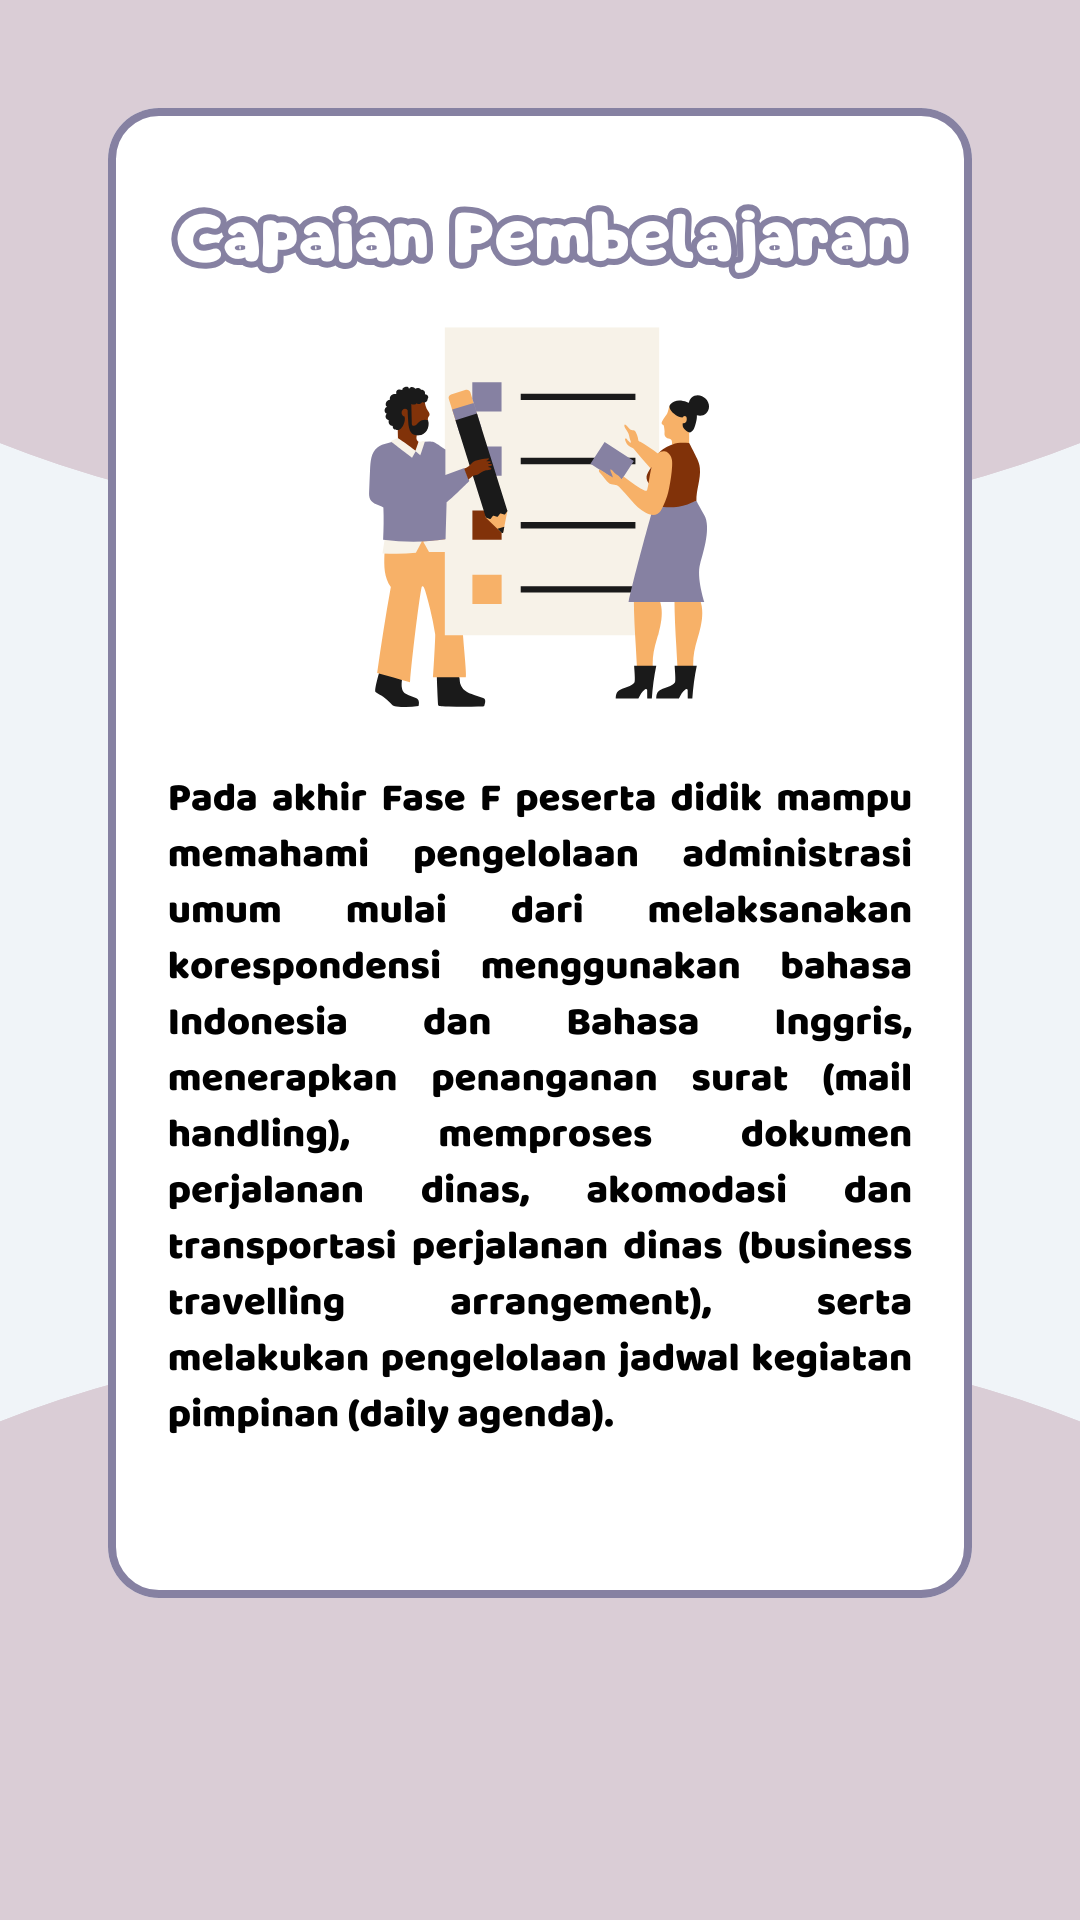 Capaian Pembelajaran
Pada akhir Fase F peserta didik mampu
memahami pengelolaan administrasi
umum mulai dari melaksanakan
korespondensi menggunakan bahasa
Indonesia dan Bahasa Inggris,
menerapkan penanganan surat (mail
handling), memproses dokumen
perjalanan dinas, akomodasi dan
transportasi perjalanan dinas (business
travelling arrangement), serta
melakukan pengelolaan jadwal kegiatan
pimpinan (daily agenda).